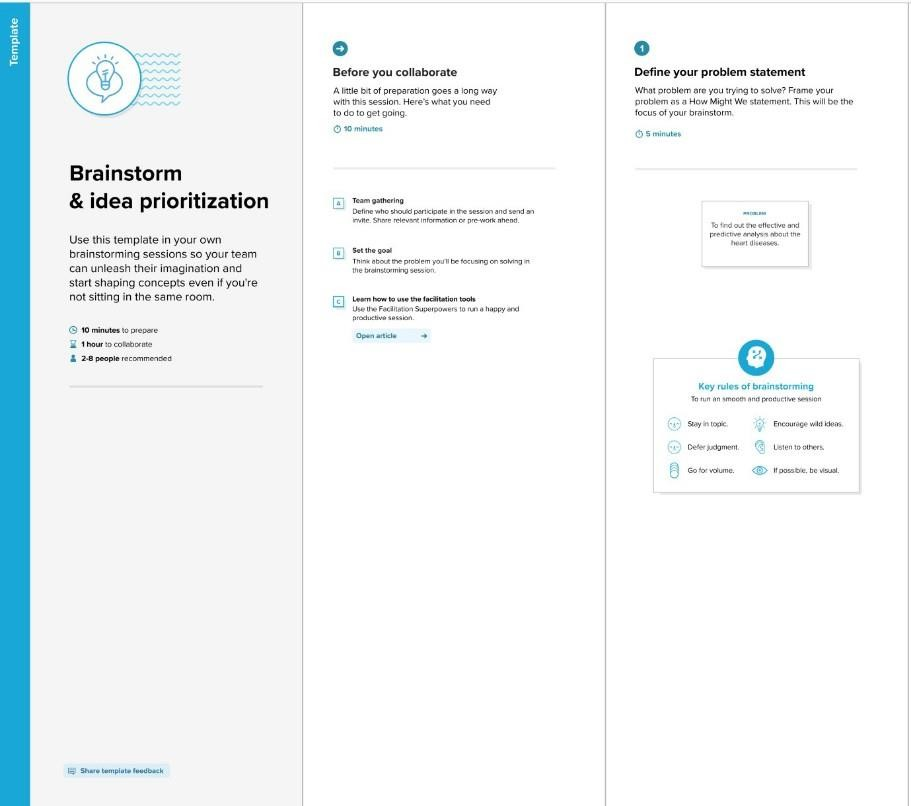 Template
Brainstorm
& idea prioritization
Use this template in your own
brainstorming sessions so your team
can unleash their imagination and
start shaping concepts even if you're
not sitting in the same room.
10 minutes to prepare
1 hour to collaborate
2-8 people recommended
Share template feedback
Before you collaborate
A little bit of preparation goes a long way
with this session. Here's what you need
to do to get going.
10 minutes
A
Team gathering
Define who should participate in the session and send an
invite. Share relevant information or pre-work ahead.
B
Set the goal
Think about the problem you'll be focusing on solving in
the brainstorming session.
C
Learn how to use the facilitation tools
Use the Facilitation Superpowers to run a happy and
productive session.
Open article
1
Define your problem statement
What problem are you trying to solve? Frame your
problem as a How Might We statement. This will be the
focus of your brainstorm.
5 minutes
PROBLEM
To find out the effective and
predictive analysis about the
heart diseases.
Key rules of brainstorming
To run an smooth and productive session
Stay in topic.
Encourage wild ideas.
Defer judgment.
Listen to others.
Go for volume.
If possible, be visual.